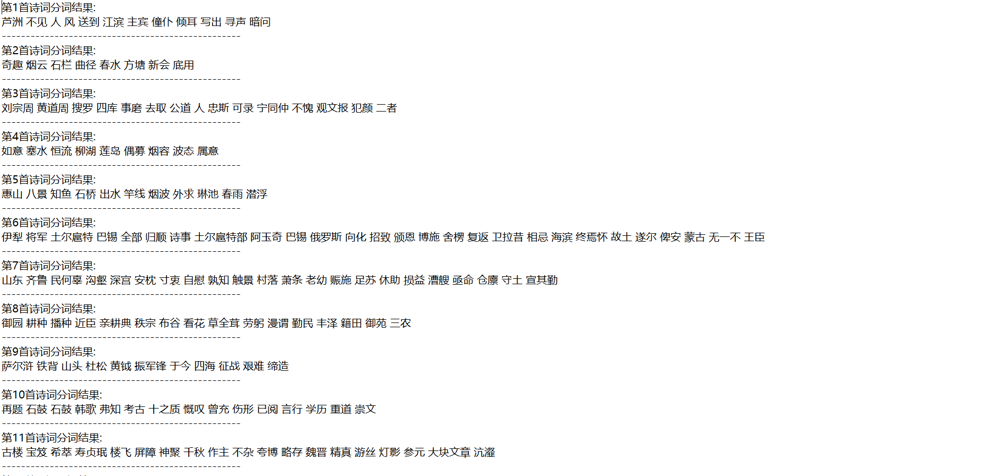 第1首诗词分词结果:
芦洲 不见 人 风 送到 江滨 主宾 僮仆 倾耳 写出 寻声 暗问
--------------------------------------------------
第2首诗词分词结果:
奇趣 烟云 石栏 曲径 春水 方塘 新会 底用
--------------------------------------------------
第3首诗词分词结果:
刘宗周 黄道周 搜罗 四库 事磨 去取 公道 人 忠斯 可录 宁同仲 不愧 观文报 犯颜 二者
--------------------------------------------------
第4首诗词分词结果:
如意 塞水 恒流 柳湖 莲岛 偶募 烟容 波态 属意
--------------------------------------------------
第5首诗词分词结果:
惠山 八景 知鱼 石桥 出水 竿线 烟波 外求 琳池 春雨 潜浮
--------------------------------------------------
第6首诗词分词结果:
伊犁 将军 土尔扈特 巴锡 全部 归顺 诗事 土尔扈特部 阿玉奇 巴锡 俄罗斯 向化 招致 颁恩 博施 舍楞 复返 卫拉昔 相忌 海滨 终焉怀 故土 遂尔 俾安 蒙古 无一不 王臣
--------------------------------------------------
第7首诗词分词结果:
山东 齐鲁 民何辜 沟壑 深宫 安枕 寸衷 自慰 孰知 触景 村落 萧条 老幼 赈施 足苏 休助 损益 漕艘 亟命 仓廪 守土 宣其勤
--------------------------------------------------
第8首诗词分词结果:
御园 耕种 播种 近臣 亲耕典 秩宗 布谷 看花 草全茸 劳躬 漫谓 勤民 丰泽 籍田 御苑 三农
--------------------------------------------------
第9首诗词分词结果:
萨尔浒 铁背 山头 杜松 黄钺 振军锋 于今 四海 征战 艰难 缔造
--------------------------------------------------
第10首诗词分词结果:
再题 石鼓 石鼓 韩歌 弗知 考古 十之质 慨叹 曾充 伤形 已阅 言行 学历 重道 崇文
--------------------------------------------------
第11首诗词分词结果:
古楼 宝笈 希萃 寿贞珉 楼飞 屏障 神聚 千秋 作主 不杂 夸博 略存 魏晋 精真 游丝 灯影 参元 大块文章 沆瀣
--------------------------------------------------